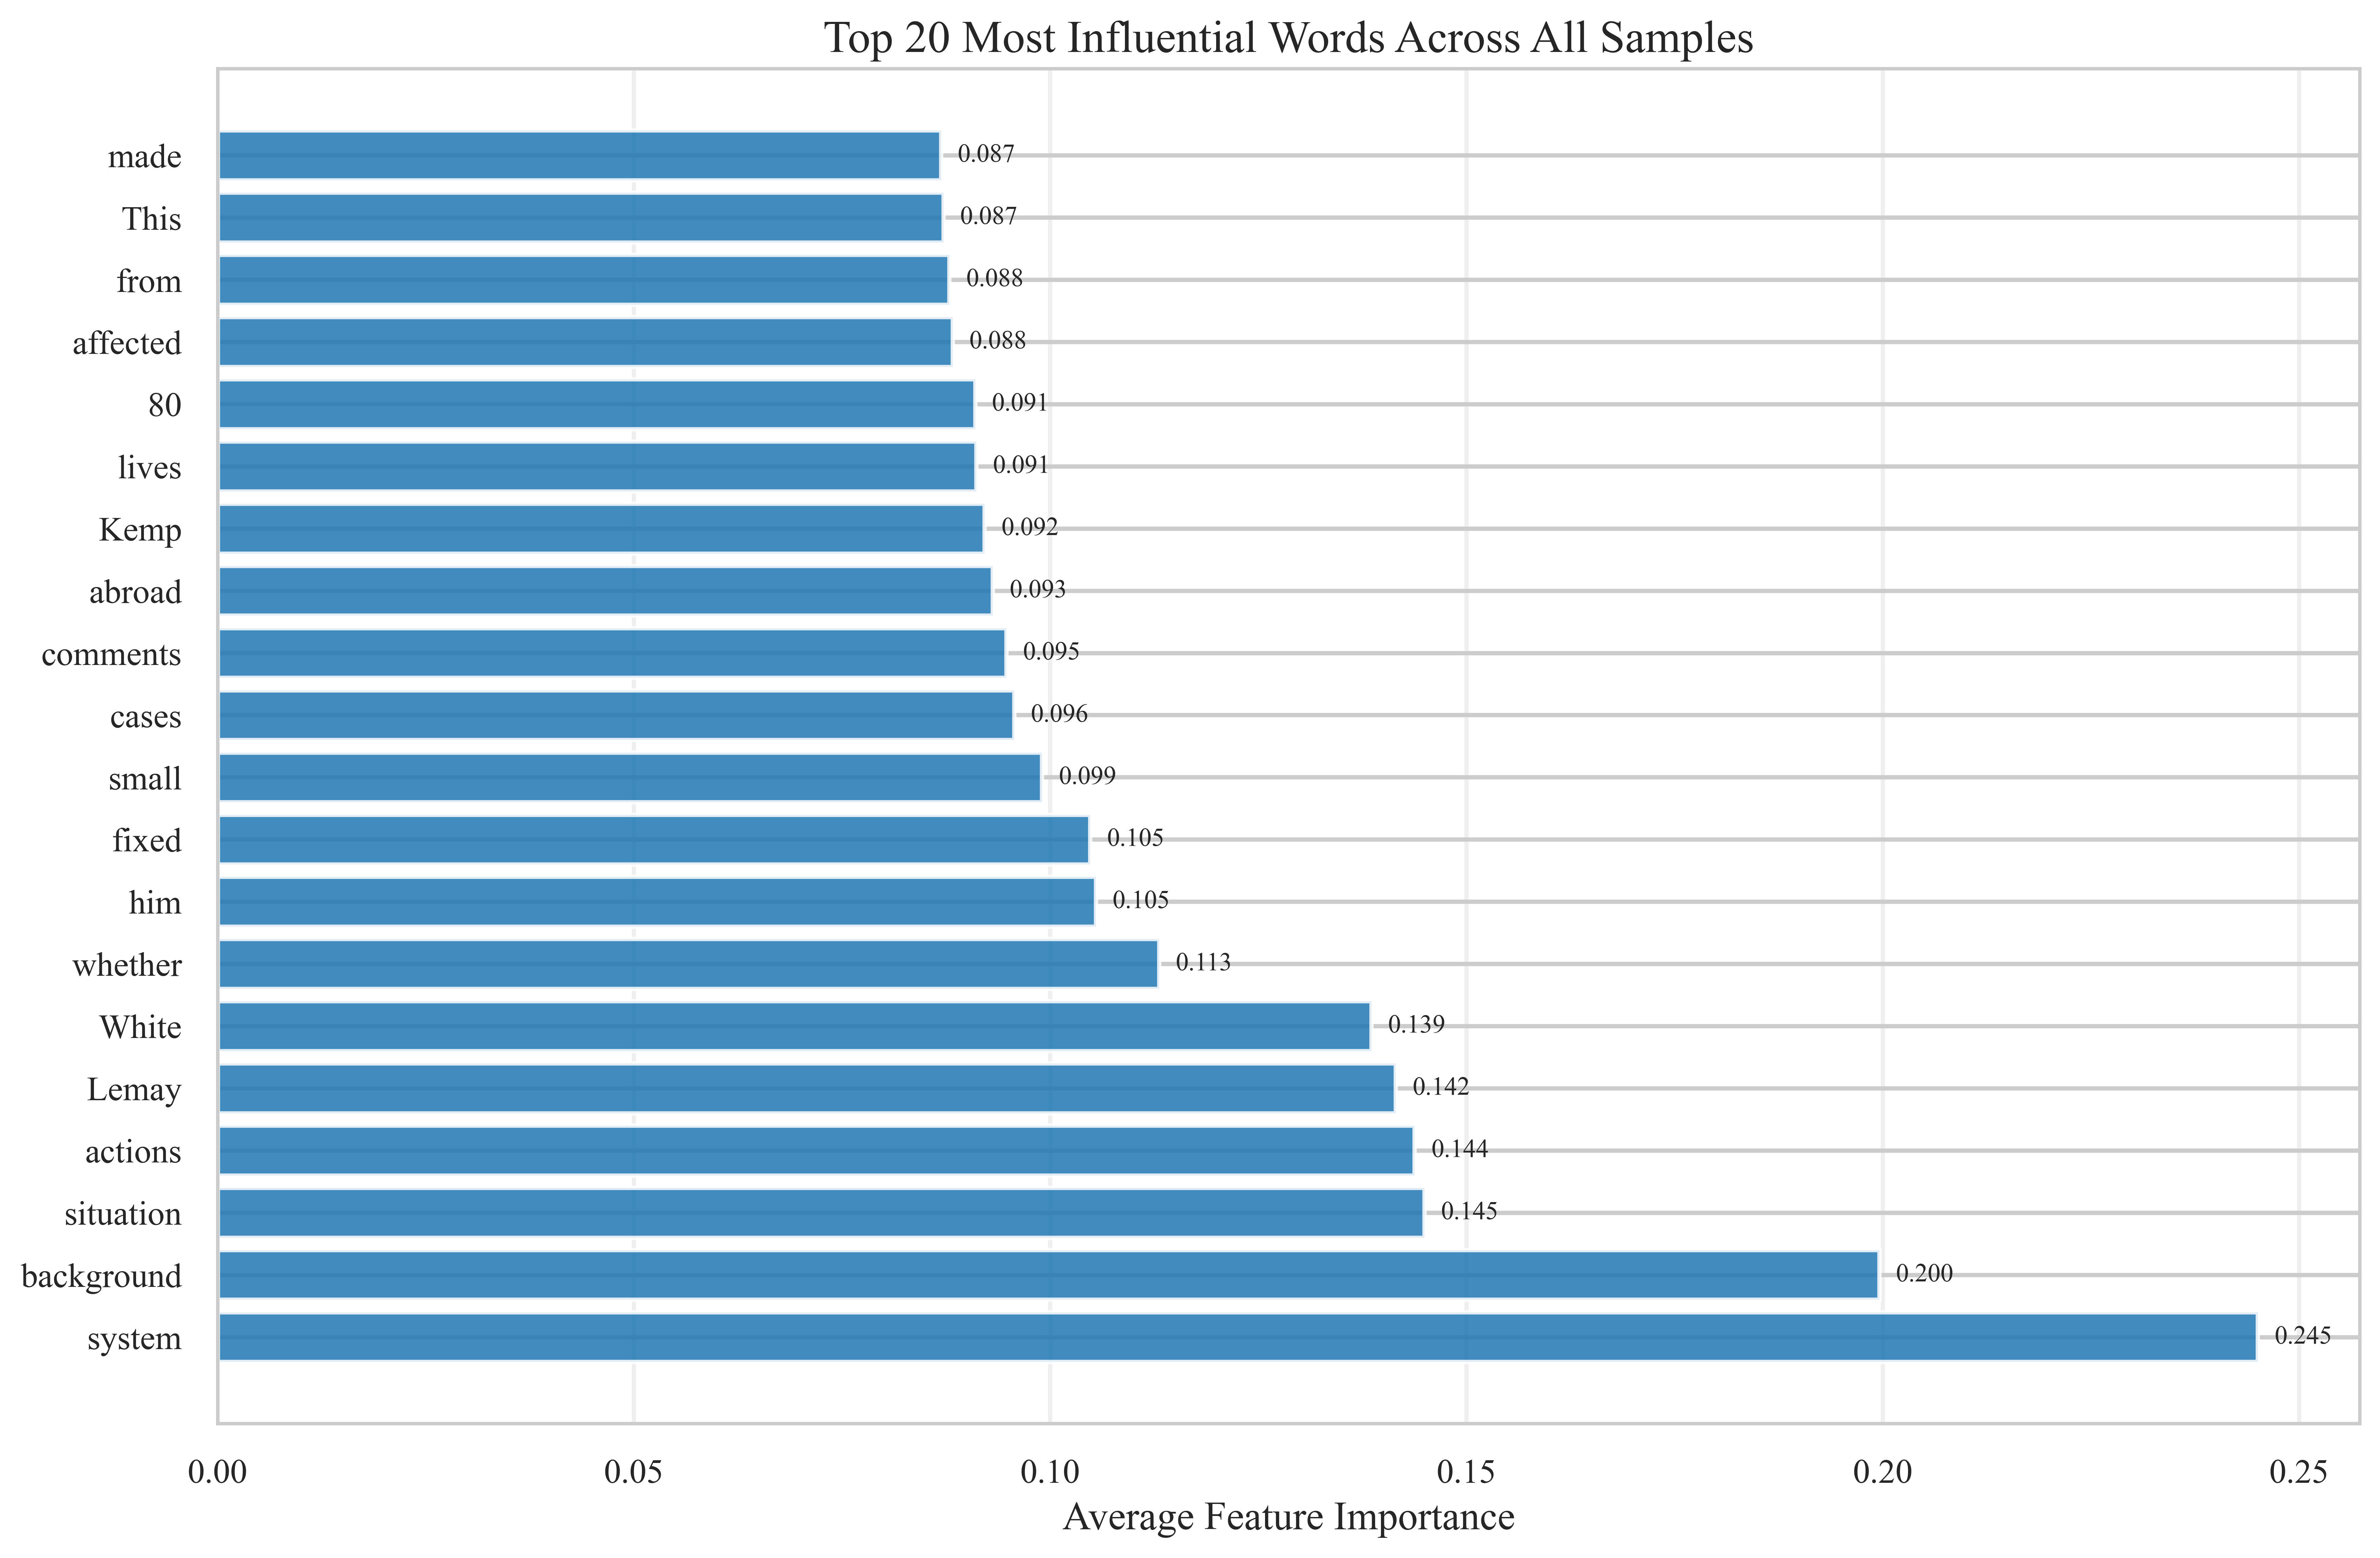 Top 20 Most Influential Words Across All Samples
made 0.087
This 0.087
from 0.088
affected 0.088
80 0.091
lives 0.091
Kemp 0.092
abroad 0.093
comments 0.095
cases 0.096
small 0.099
fixed 0.105
him 0.105
whether 0.113
White 0.139
Lemay 0.142
actions 0.144
situation 0.145
background 0.200
system 0.245
0.00 0.05 0.10 0.15 0.20 0.25
Average Feature Importance